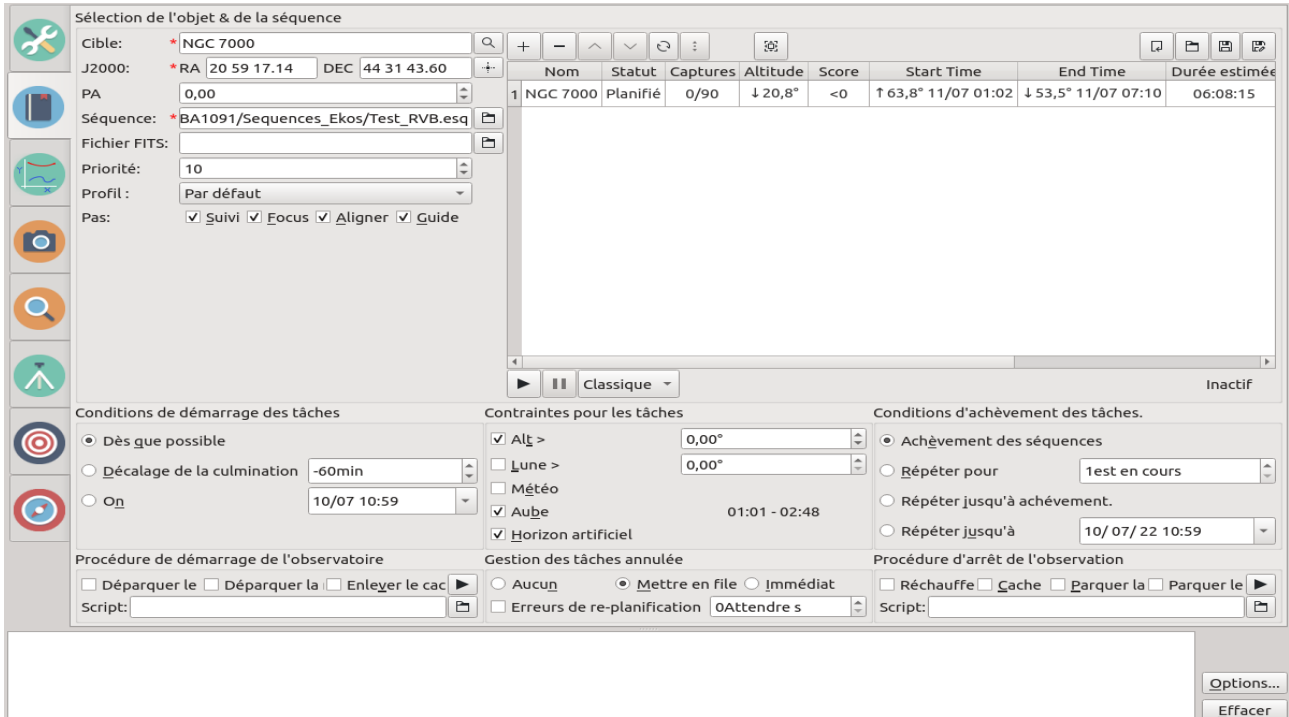 Sélection de l'objet & de la séquence
Cible: * NGC 7000
J2000: * RA 20 59 17.14 DEC 44 31 43.60
PA 0,00
Séquence: * BA1091/Sequences_Ekos/Test_RVB.esq
Fichier FITS:
Priorité: 10
Profil : Par défaut
Pas: Suivi Focus Aligner Guide
Nom Statut Captures Altitude Score Start Time End Time Durée estimée
1 NGC 7000 Planifié 0/90 ↓20,8° <0 ↑63,8° 11/07 01:02 ↓53,5° 11/07 07:10 06:08:15
Classique Inactif
Conditions de démarrage des tâches
Dès que possible
Décalage de la culmination -60min
On 10/07 10:59
Contraintes pour les tâches
Alt > 0,00°
Lune > 0,00°
Météo
Aube 01:01 - 02:48
Horizon artificiel
Conditions d'achèvement des tâches.
Achèvement des séquences
Répéter pour 1est en cours
Répéter jusqu'à achévement.
Répéter jusqu'à 10/ 07/ 22 10:59
Procédure de démarrage de l'observatoire
Déparquer le Déparquer la Enlever le cac
Script:
Gestion des tâches annulée
Aucun Mettre en file Immédiat
Erreurs de re-planification 0Attendre s
Procédure d'arrêt de l'observation
Réchauffe Cache Parquer la Parquer le
Script:
Options...
Effacer